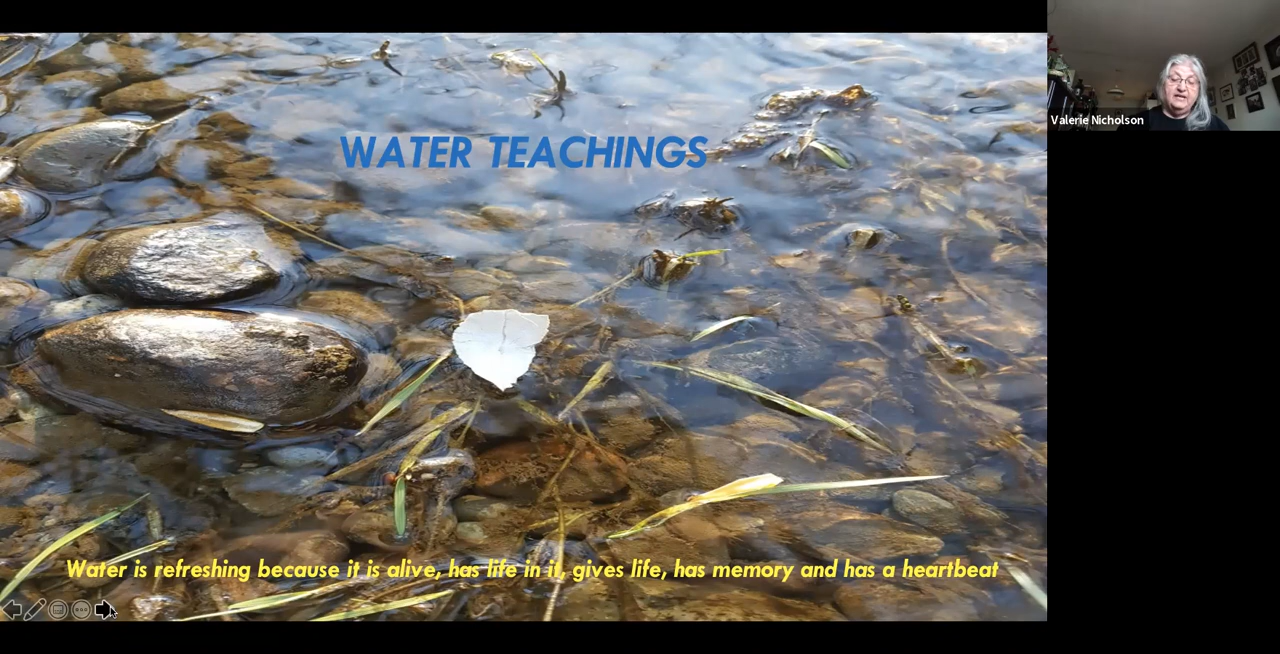 WATER TEACHINGS
Valerie Nicholson
Water is refreshing because it is alive, has life in it, gives life, has memory and has a heartbeat